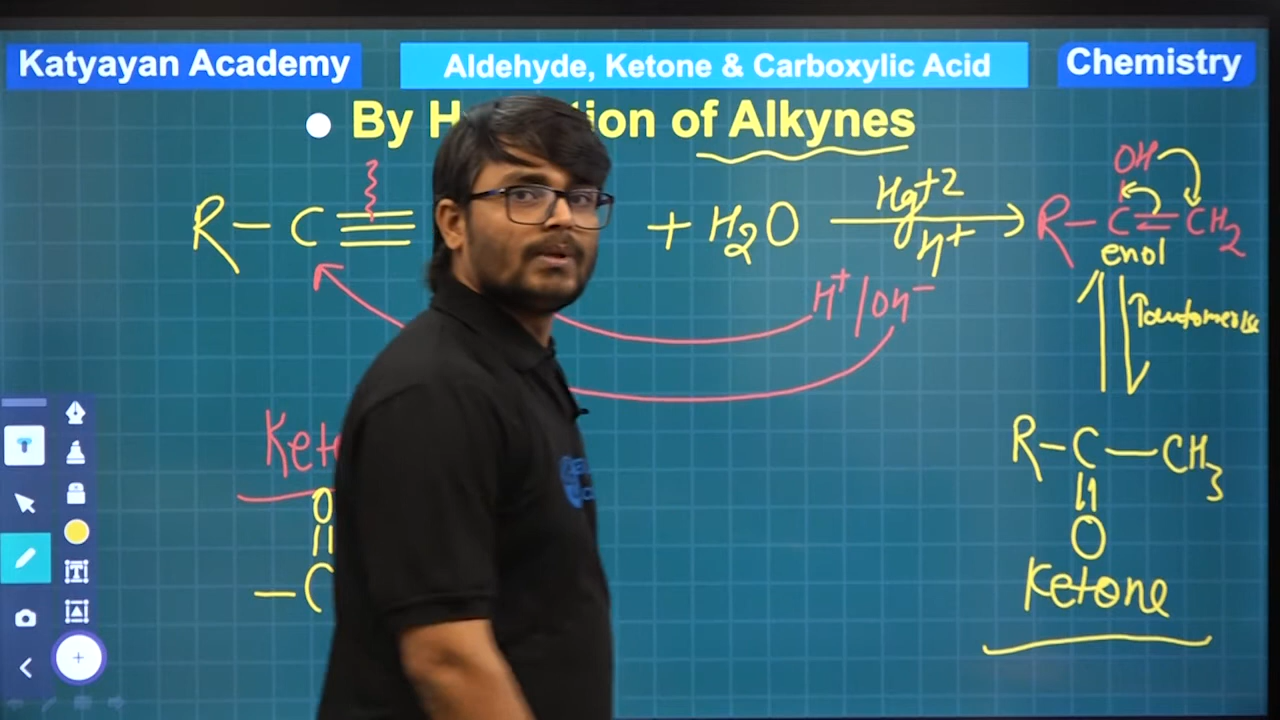 Katyayan Academy
Aldehyde, Ketone & Carboxylic Acid
Chemistry
By H tion of Alkynes
OH
R–C≡ + H2O Hg+2 H+ R–C=CH2
enol
H+/OH–
Ket
O
–C
R–C–CH3
O
Ketone